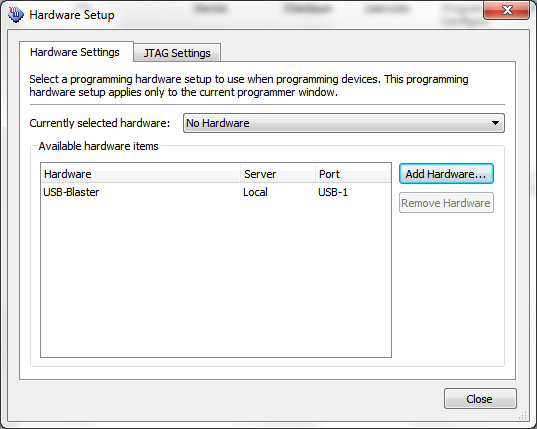 Hardware Setup
Hardware Settings
JTAG Settings
Select a programming hardware setup to use when programming devices. This programming
hardware setup applies only to the current programmer window.
Currently selected hardware: No Hardware
Available hardware items
Hardware Server Port
USB-Blaster Local USB-1
Add Hardware...
Remove Hardware
Close